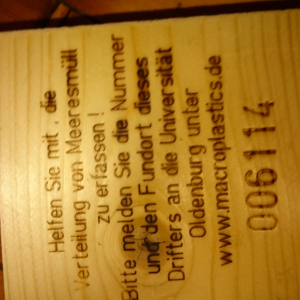 Helfen Sie mit , die
Verteilung von Meeresmüll
zu erfassen !
Bitte melden Sie die Nummer
und den Fundort dieses
Drifters an die Universität
Oldenburg unter
www.macroplastics.de
006114